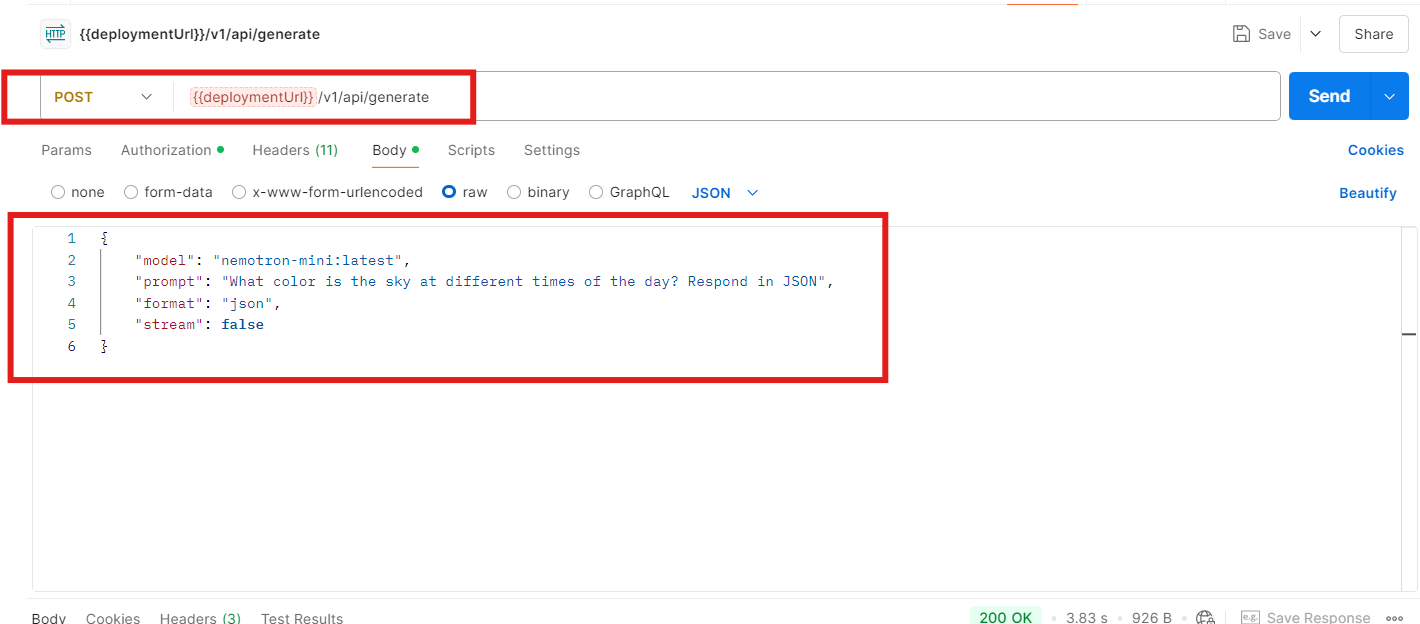 HTTP {{deploymentUrl}}/v1/api/generate Save Share
POST {{deploymentUrl}}/v1/api/generate Send
Params Authorization Headers (11) Body Scripts Settings Cookies
none form-data x-www-form-urlencoded raw binary GraphQL JSON Beautify
1 {
2 "model": "nemotron-mini:latest",
3 "prompt": "What color is the sky at different times of the day? Respond in JSON",
4 "format": "json",
5 "stream": false
6 }
Body Cookies Headers (3) Test Results 200 OK 3.83 s 926 B e.g. Save Response